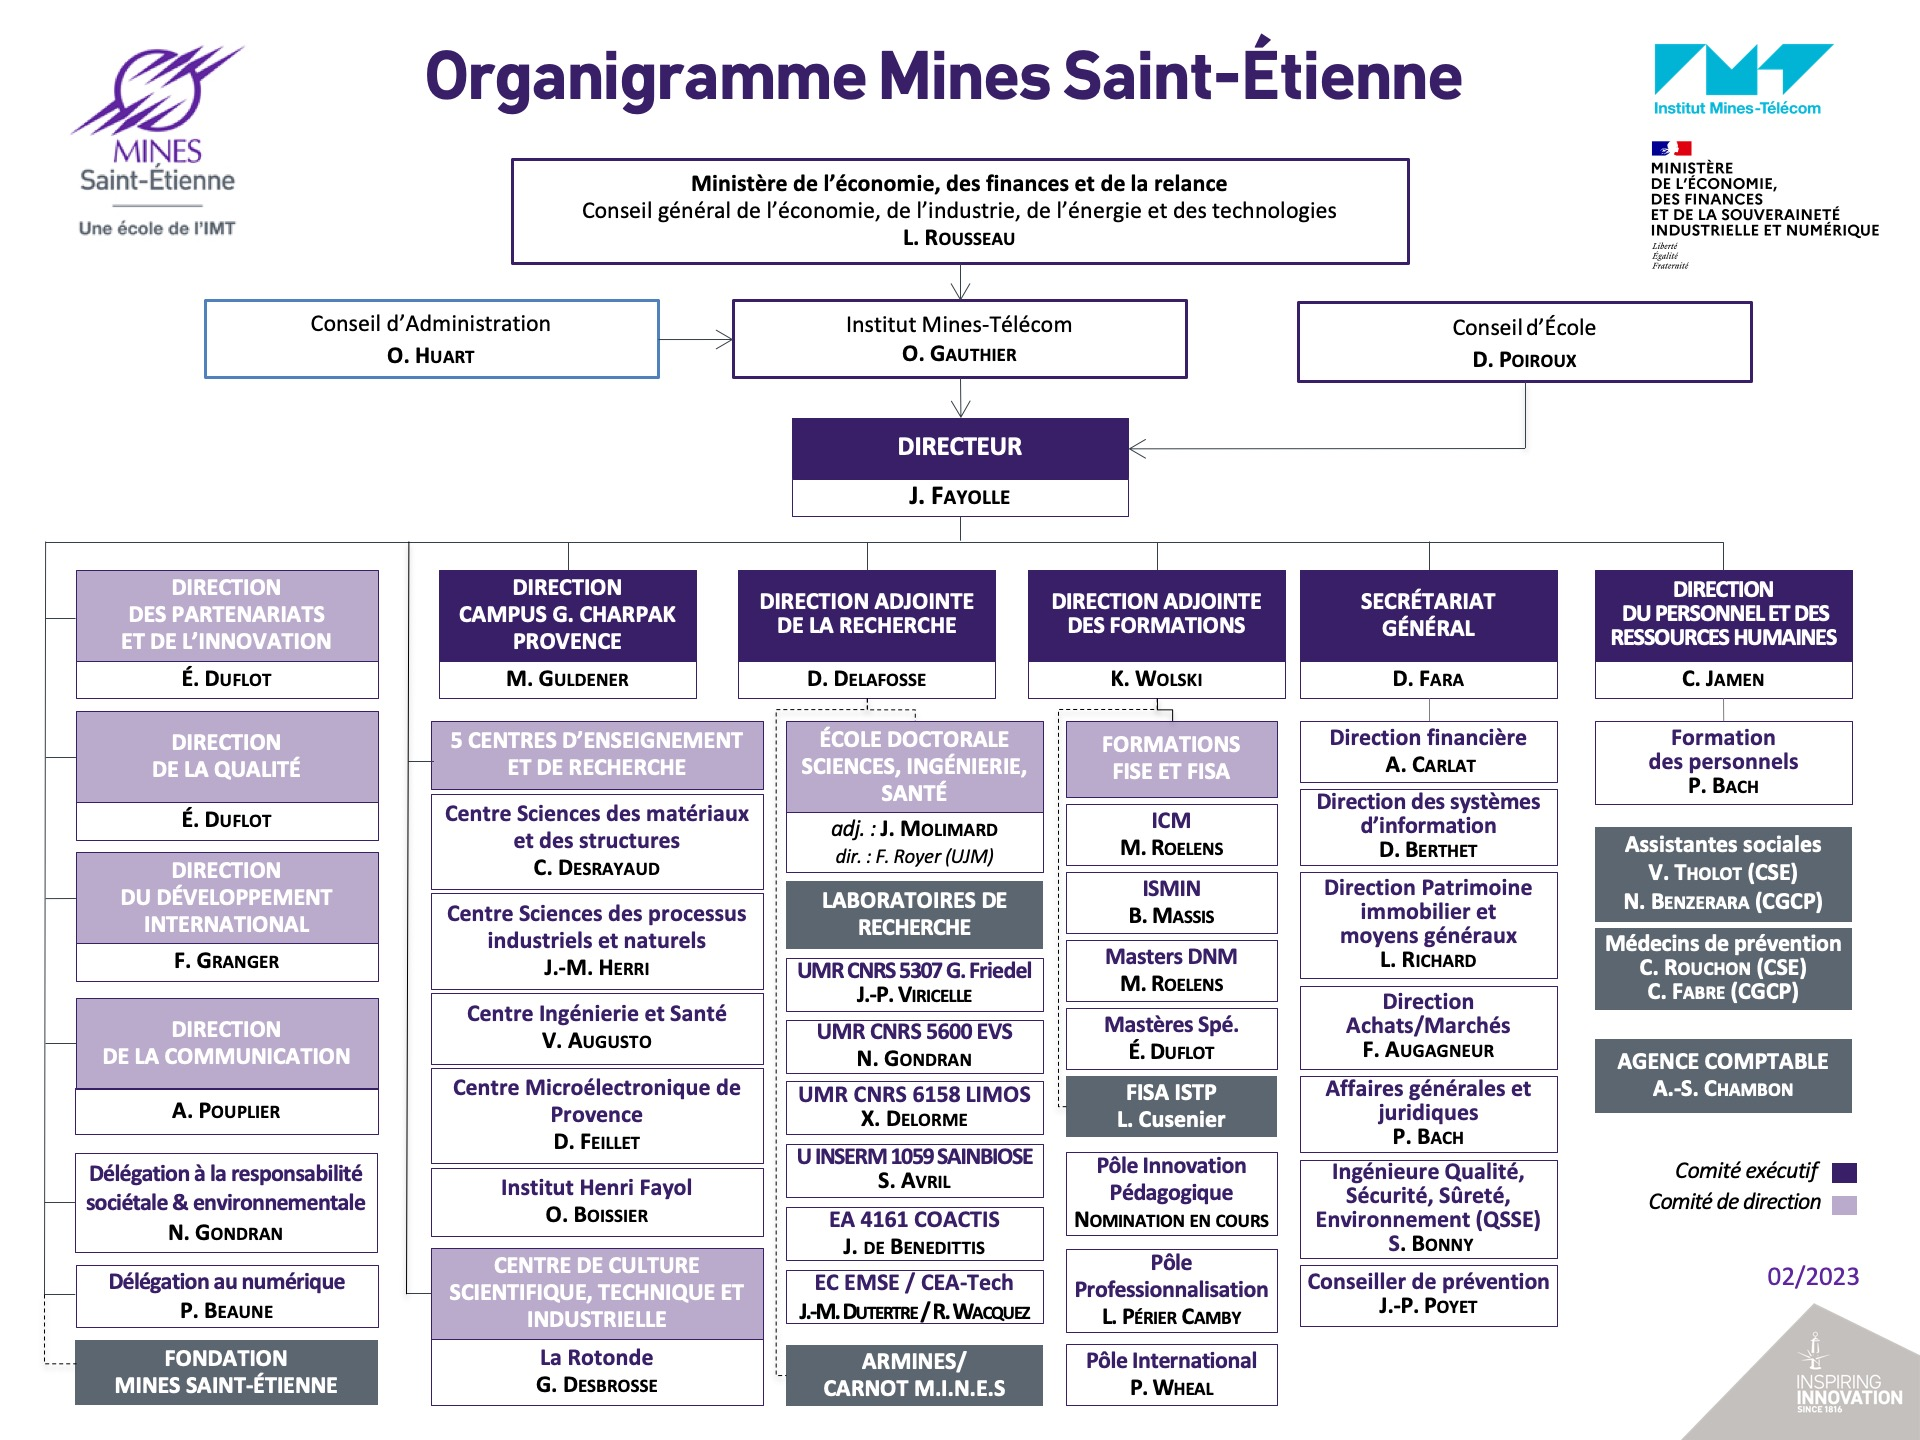 Organigramme Mines Saint-Étienne
MINES
Saint-Étienne
Une école de l'IMT
Institut Mines-Télécom
MINISTÈRE
DE L'ÉCONOMIE,
DES FINANCES
ET DE LA SOUVERAINETÉ
INDUSTRIELLE ET NUMÉRIQUE
Liberté
Égalité
Fraternité
Ministère de l'économie, des finances et de la relance
Conseil général de l'économie, de l'industrie, de l'énergie et des technologies
L. ROUSSEAU
Conseil d'Administration
O. HUART
Institut Mines-Télécom
O. GAUTHIER
Conseil d'École
D. POIROUX
DIRECTEUR
J. FAYOLLE
DIRECTION
DES PARTENARIATS
ET DE L'INNOVATION
É. DUFLOT
DIRECTION
DE LA QUALITÉ
É. DUFLOT
DIRECTION
DU DÉVELOPPEMENT
INTERNATIONAL
F. GRANGER
DIRECTION
DE LA COMMUNICATION
A. POUPLIER
Délégation à la responsabilité
sociétale & environnementale
N. GONDRAN
Délégation au numérique
P. BEAUNE
FONDATION
MINES SAINT-ÉTIENNE
DIRECTION
CAMPUS G. CHARPAK
PROVENCE
M. GULDENER
5 CENTRES D'ENSEIGNEMENT
ET DE RECHERCHE
Centre Sciences des matériaux
et des structures
C. DESRAYAUD
Centre Sciences des processus
industriels et naturels
J.-M. HERRI
Centre Ingénierie et Santé
V. AUGUSTO
Centre Microélectronique de
Provence
D. FEILLET
Institut Henri Fayol
O. BOISSIER
CENTRE DE CULTURE
SCIENTIFIQUE, TECHNIQUE ET
INDUSTRIELLE
La Rotonde
G. DESBROSSE
DIRECTION ADJOINTE
DE LA RECHERCHE
D. DELAFOSSE
ÉCOLE DOCTORALE
SCIENCES, INGÉNIERIE,
SANTÉ
adj. : J. MOLIMARD
dir. : F. Royer (UJM)
LABORATOIRES DE
RECHERCHE
UMR CNRS 5307 G. Friedel
J.-P. VIRICELLE
UMR CNRS 5600 EVS
N. GONDRAN
UMR CNRS 6158 LIMOS
X. DELORME
U INSERM 1059 SAINBIOSE
S. AVRIL
EA 4161 COACTIS
J. DE BENEDITTIS
EC EMSE / CEA-Tech
J.-M. DUTERTRE / R. WACQUEZ
ARMINES/
CARNOT M.I.N.E.S
DIRECTION ADJOINTE
DES FORMATIONS
K. WOLSKI
FORMATIONS
FISE ET FISA
ICM
M. ROELENS
ISMIN
B. MASSIS
Masters DNM
M. ROELENS
Mastères Spé.
É. DUFLOT
FISA ISTP
L. Cusenier
Pôle Innovation
Pédagogique
NOMINATION EN COURS
Pôle
Professionnalisation
L. PÉRIER CAMBY
Pôle International
P. WHEAL
SECRÉTARIAT
GÉNÉRAL
D. FARA
Direction financière
A. CARLAT
Direction des systèmes
d'information
D. BERTHET
Direction Patrimoine
immobilier et
moyens généraux
L. RICHARD
Direction
Achats/Marchés
F. AUGAGNEUR
Affaires générales et
juridiques
P. BACH
Ingénieure Qualité,
Sécurité, Sûreté,
Environnement (QSSE)
S. BONNY
Conseiller de prévention
J.-P. POYET
DIRECTION
DU PERSONNEL ET DES
RESSOURCES HUMAINES
C. JAMEN
Formation
des personnels
P. BACH
Assistantes sociales
V. THOLOT (CSE)
N. BENZERARA (CGCP)
Médecins de prévention
C. ROUCHON (CSE)
C. FABRE (CGCP)
AGENCE COMPTABLE
A.-S. CHAMBON
Comité exécutif
Comité de direction
02/2023
INSPIRING
INNOVATION
SINCE 1816